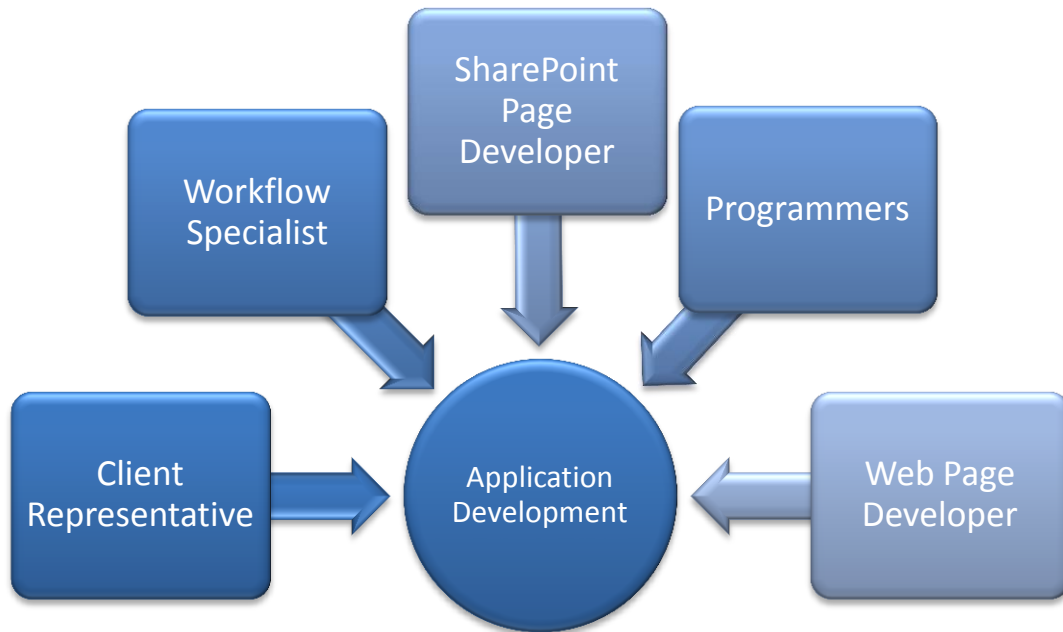 SharePoint
Page
Developer
Workflow
Specialist
Programmers
Client
Representative
Application
Development
Web Page
Developer